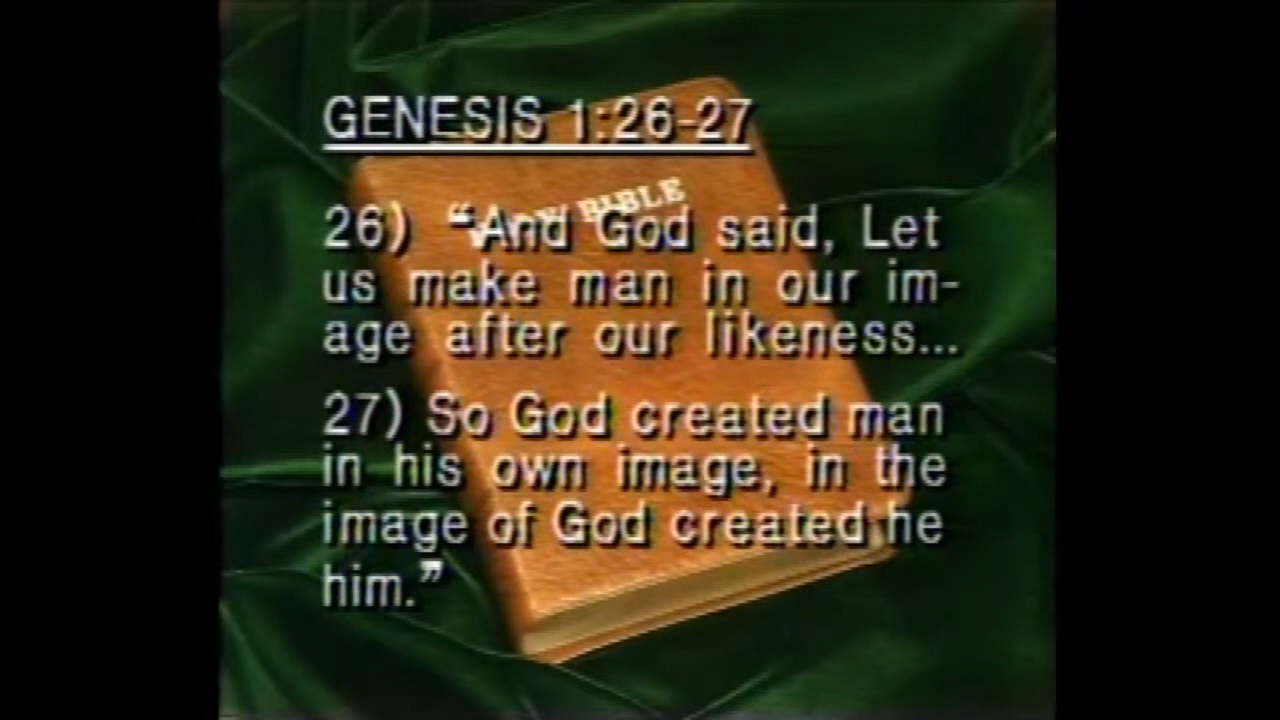 GENESIS 1:26-27
BIBLE
26) “And God said, Let
us make man in our im-
age after our likeness...
27) So God created man
in his own image, in the
image of God created he
him.”